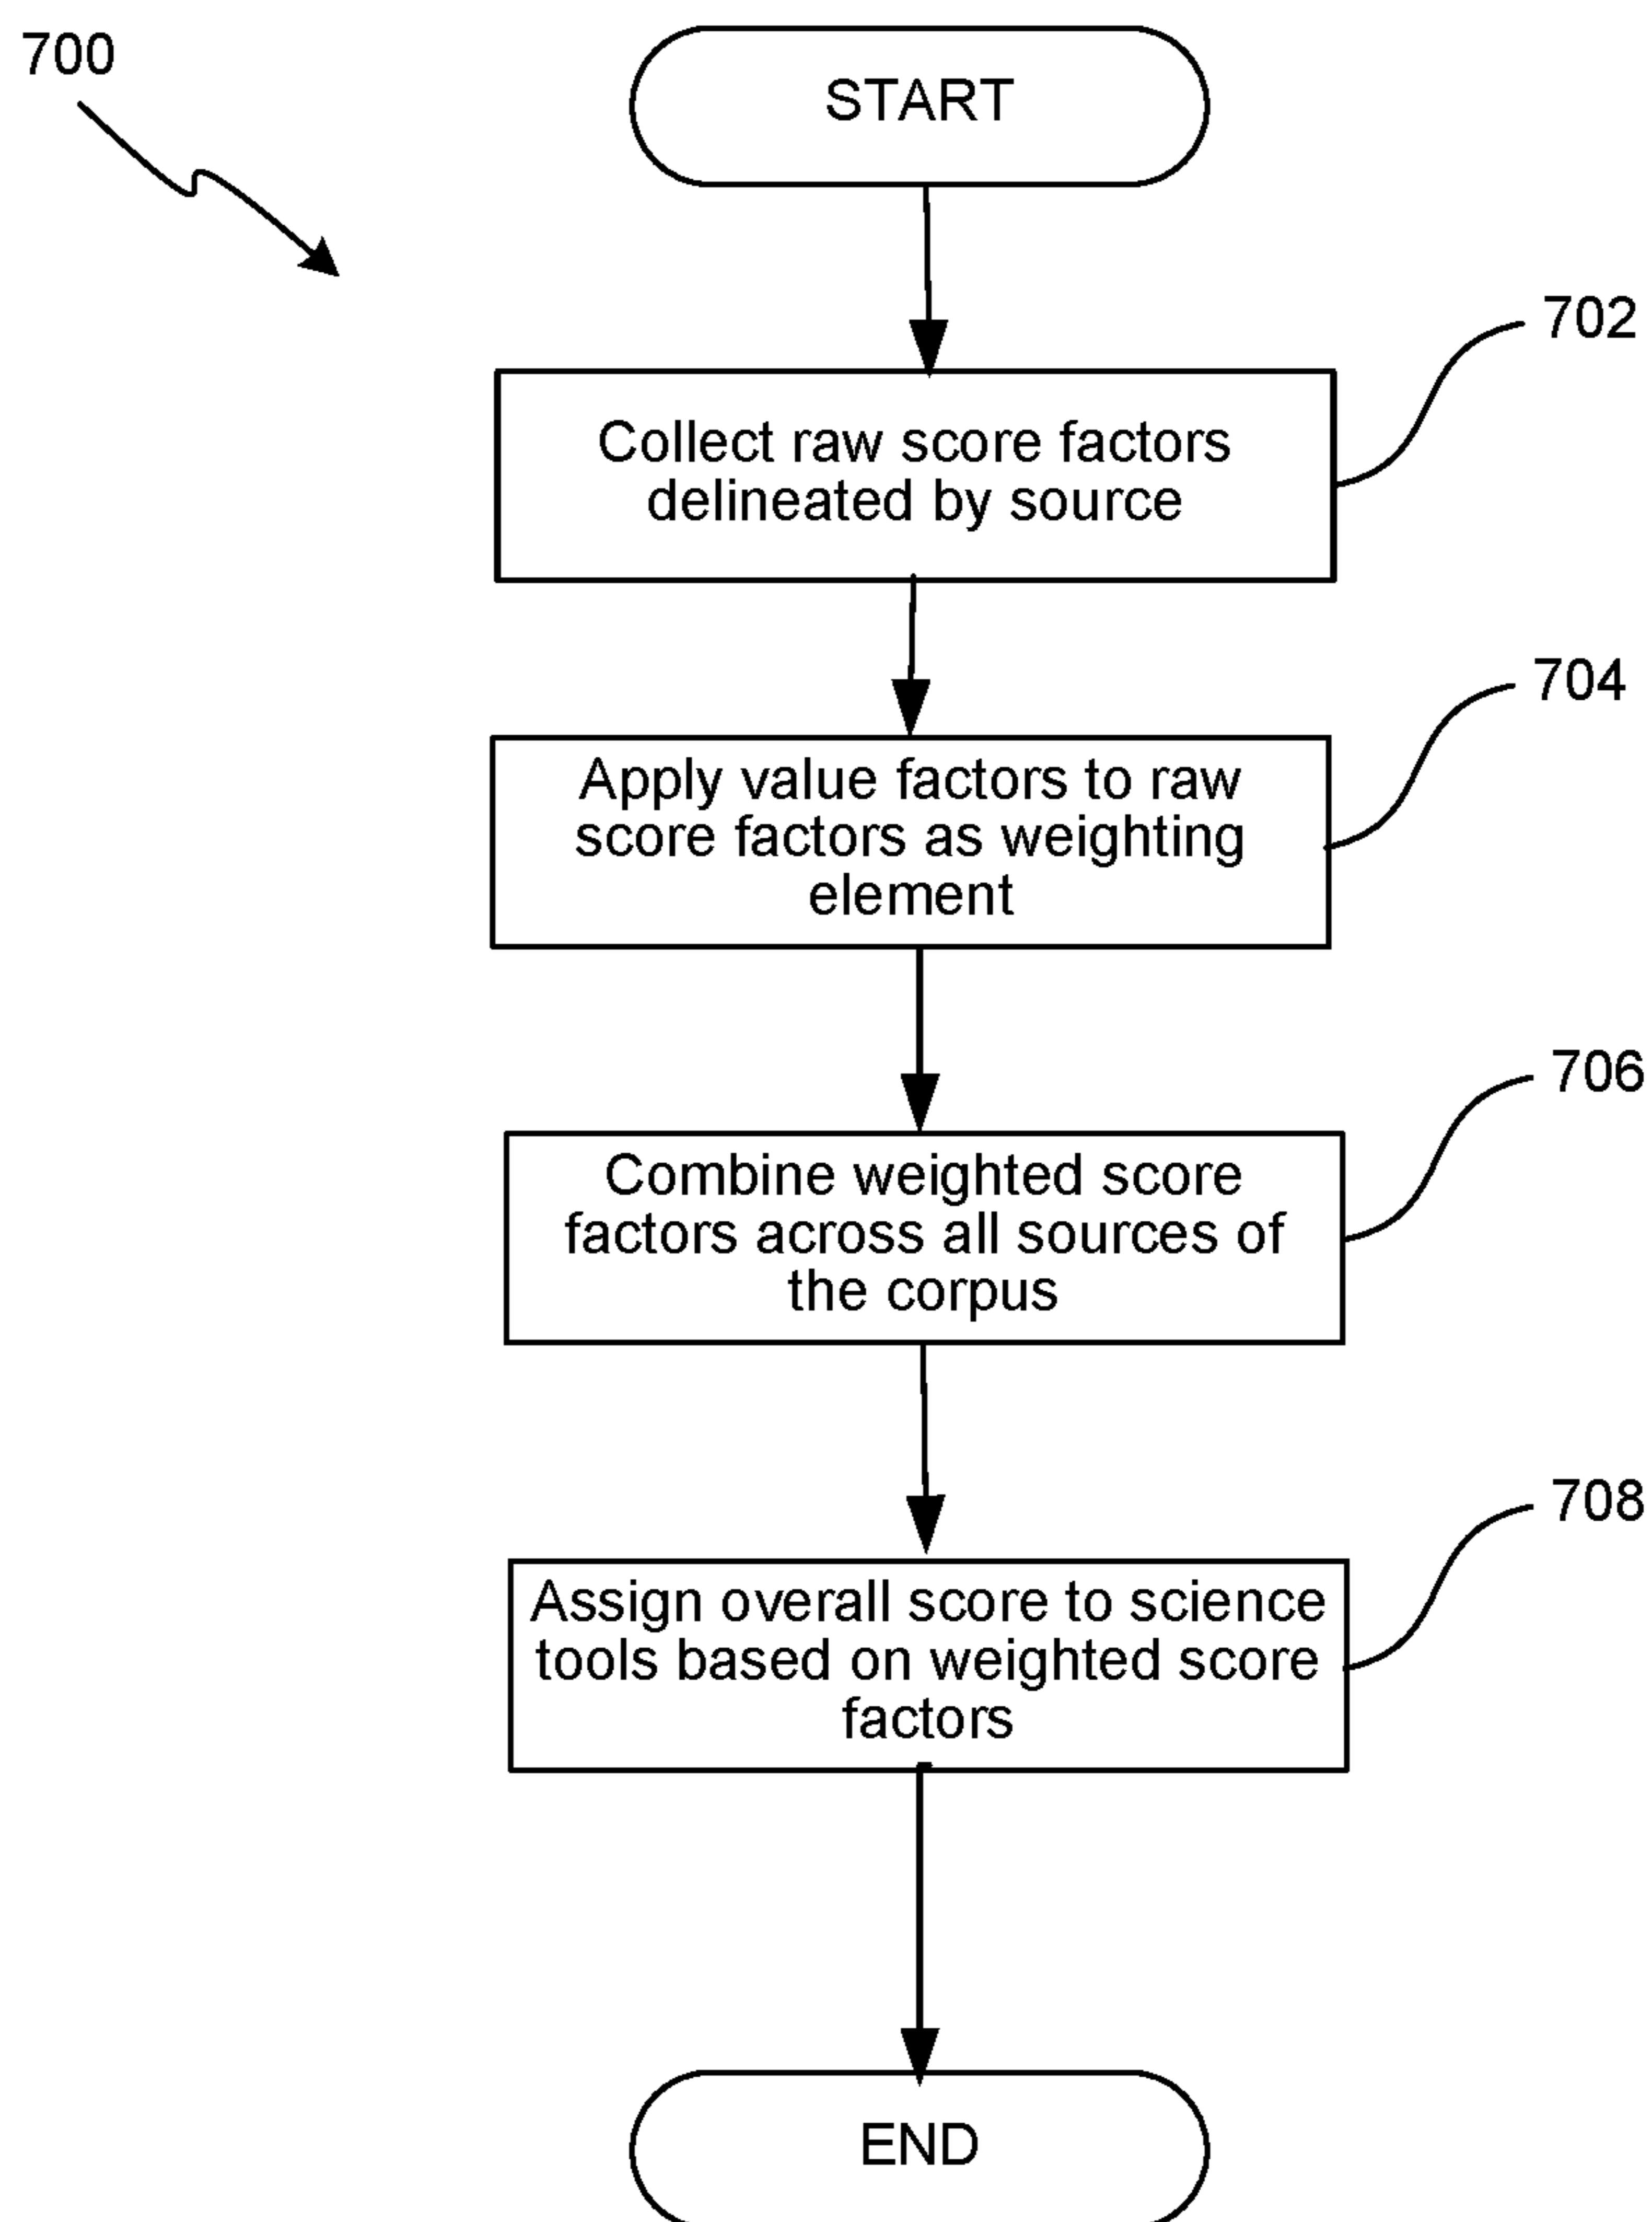 700
START
702
Collect raw score factors
delineated by source
704
Apply value factors to raw
score factors as weighting
element
706
Combine weighted score
factors across all sources of
the corpus
708
Assign overall score to science
tools based on weighted score
factors
END